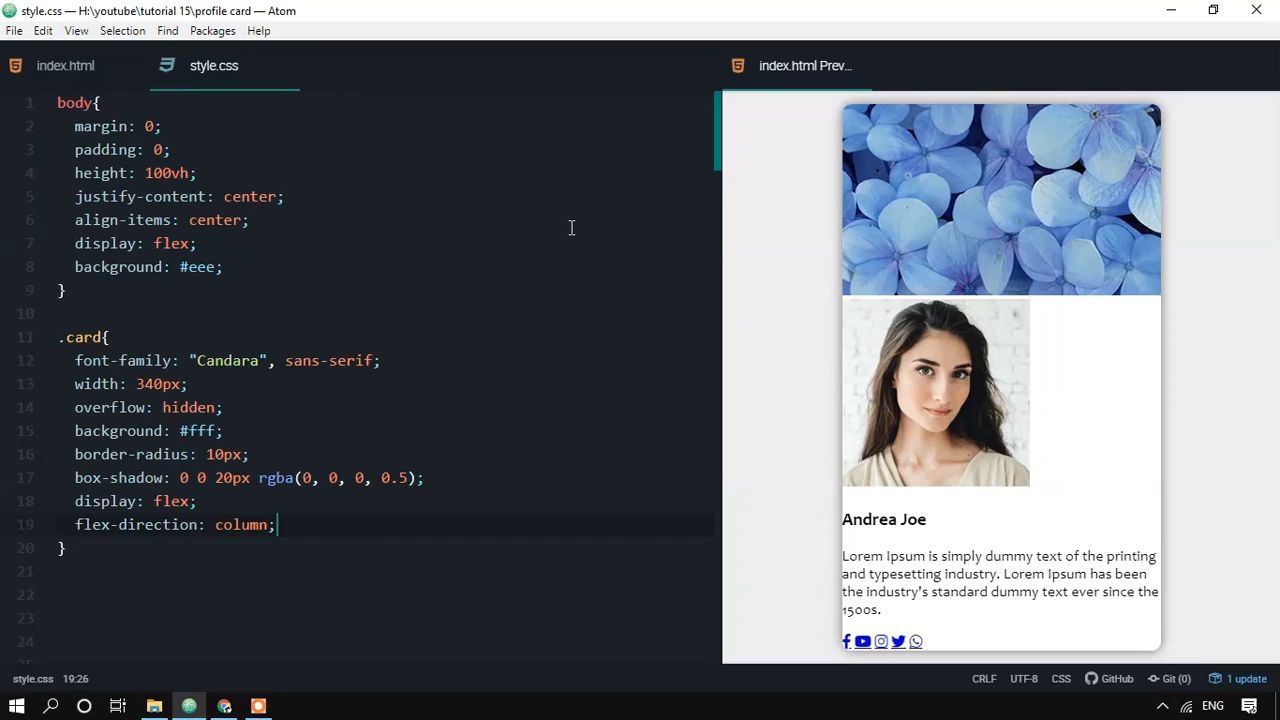 style.css — H:\youtube\tutorial 15\profile card — Atom
File Edit View Selection Find Packages Help
index.html style.css index.html Prev...
1 body{
2 margin: 0;
3 padding: 0;
4 height: 100vh;
5 justify-content: center;
6 align-items: center;
7 display: flex;
8 background: #eee;
9 }
10
11 .card{
12 font-family: "Candara", sans-serif;
13 width: 340px;
14 overflow: hidden;
15 background: #fff;
16 border-radius: 10px;
17 box-shadow: 0 0 20px rgba(0, 0, 0, 0.5);
18 display: flex;
19 flex-direction: column;
20 }
21
22
23
24
Andrea Joe
Lorem Ipsum is simply dummy text of the printing
and typesetting industry. Lorem Ipsum has been
the industry's standard dummy text ever since the
1500s.
style.css 19:26 CRLF UTF-8 CSS GitHub Git (0) 1 update
ENG